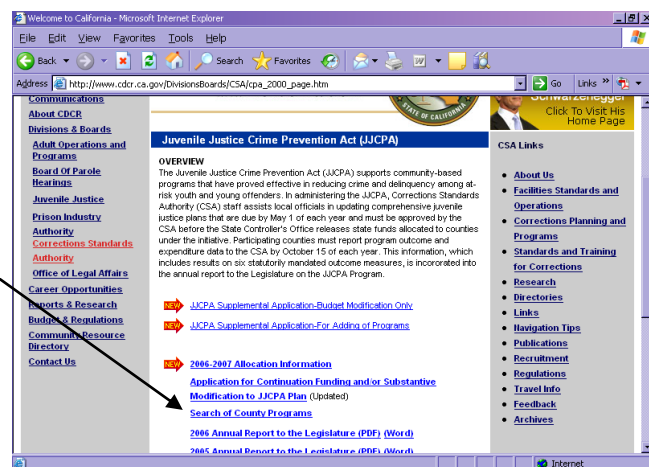 Welcome to California - Microsoft Internet Explorer
File Edit View Favorites Tools Help
Back Search Favorites
Address http://www.cdcr.ca.gov/DivisionsBoards/CSA/cpa_2000_page.htm Go Links »
Communications
About CDCR
Divisions & Boards
Adult Operations and
Programs
Board Of Parole
Hearings
Juvenile Justice
Prison Industry
Authority
Corrections Standards
Authority
Office of Legal Affairs
Career Opportunities
Reports & Research
Budget & Regulations
Community Resource
Directory
Contact Us
STATE OF CALIFORNIA
Juvenile Justice Crime Prevention Act (JJCPA)
OVERVIEW
The Juvenile Justice Crime Prevention Act (JJCPA) supports community-based
programs that have proved effective in reducing crime and delinquency among at-
risk youth and young offenders. In administering the JJCPA, Corrections Standards
Authority (CSA) staff assists local officials in updating comprehensive juvenile
justice plans that are due by May 1 of each year and must be approved by the
CSA before the State Controller's Office releases state funds allocated to counties
under the initiative. Participating counties must report program outcome and
expenditure data to the CSA by October 15 of each year. This information, which
includes results on six statutorily mandated outcome measures, is incorporated into
the annual report to the Legislature on the JJCPA Program.
NEW JJCPA Supplemental Application-Budget Modification Only
NEW JJCPA Supplemental Application-For Adding of Programs
NEW 2006-2007 Allocation Information
Application for Continuation Funding and/or Substantive
Modification to JJCPA Plan (Updated)
Search of County Programs
2006 Annual Report to the Legislature (PDF) (Word)
2005 Annual Report to the Legislature (PDF) (Word)
Schwarzenegger
Click To Visit His
Home Page
CSA Links
About Us
Facilities Standards and
Operations
Corrections Planning and
Programs
Standards and Training
for Corrections
Research
Directories
Links
Navigation Tips
Publications
Recruitment
Regulations
Travel Info
Feedback
Archives
Internet